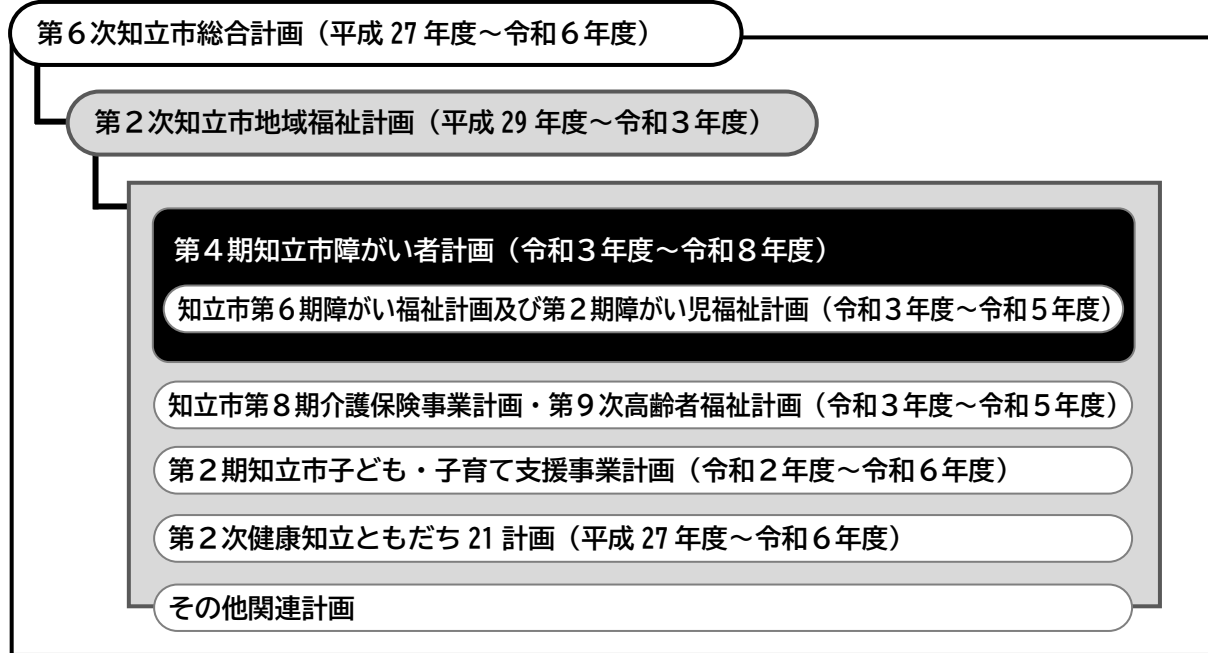 第６次知立市総合計画（平成 27 年度～令和６年度）
第２次知立市地域福祉計画（平成 29 年度～令和３年度）
第４期知立市障がい者計画（令和３年度～令和８年度）
知立市第６期障がい福祉計画及び第２期障がい児福祉計画（令和３年度～令和５年度）
知立市第８期介護保険事業計画・第９次高齢者福祉計画（令和３年度～令和５年度）
第２期知立市子ども・子育て支援事業計画（令和２年度～令和６年度）
第２次健康知立ともだち 21 計画（平成 27 年度～令和６年度）
その他関連計画